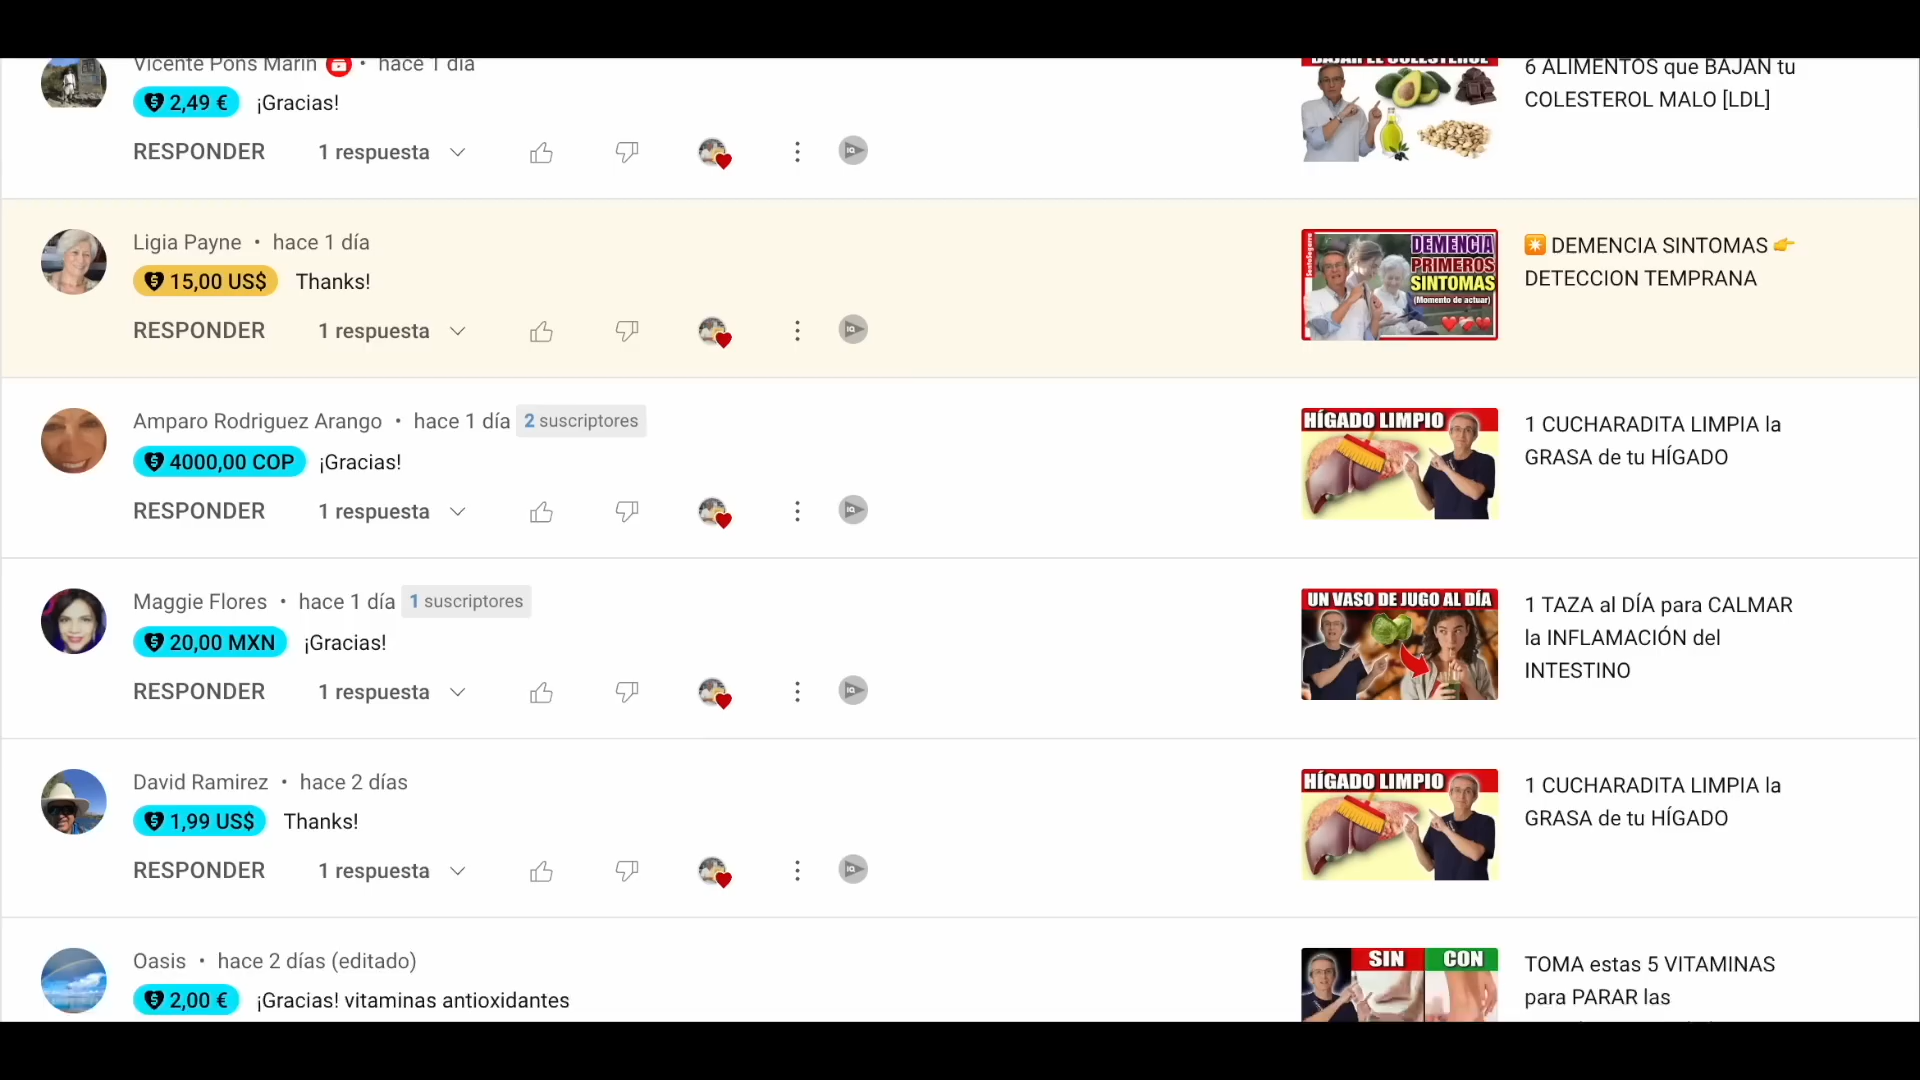 Vicente Pons Marin • hace 1 día
2,49 € ¡Gracias!
RESPONDER 1 respuesta
BAJAR EL COLESTEROL
6 ALIMENTOS que BAJAN tu
COLESTEROL MALO [LDL]
Ligia Payne • hace 1 día
15,00 US$ Thanks!
RESPONDER 1 respuesta
DEMENCIA
PRIMEROS
SINTOMAS
(Momento de actuar)
💥 DEMENCIA SINTOMAS 👉
DETECCION TEMPRANA
Amparo Rodriguez Arango • hace 1 día 2 suscriptores
4000,00 COP ¡Gracias!
RESPONDER 1 respuesta
HÍGADO LIMPIO
1 CUCHARADITA LIMPIA la
GRASA de tu HÍGADO
Maggie Flores • hace 1 día 1 suscriptores
20,00 MXN ¡Gracias!
RESPONDER 1 respuesta
UN VASO DE JUGO AL DÍA
1 TAZA al DÍA para CALMAR
la INFLAMACIÓN del
INTESTINO
David Ramirez • hace 2 días
1,99 US$ Thanks!
RESPONDER 1 respuesta
HÍGADO LIMPIO
1 CUCHARADITA LIMPIA la
GRASA de tu HÍGADO
Oasis • hace 2 días (editado)
2,00 € ¡Gracias! vitaminas antioxidantes
SIN CON
TOMA estas 5 VITAMINAS
para PARAR las